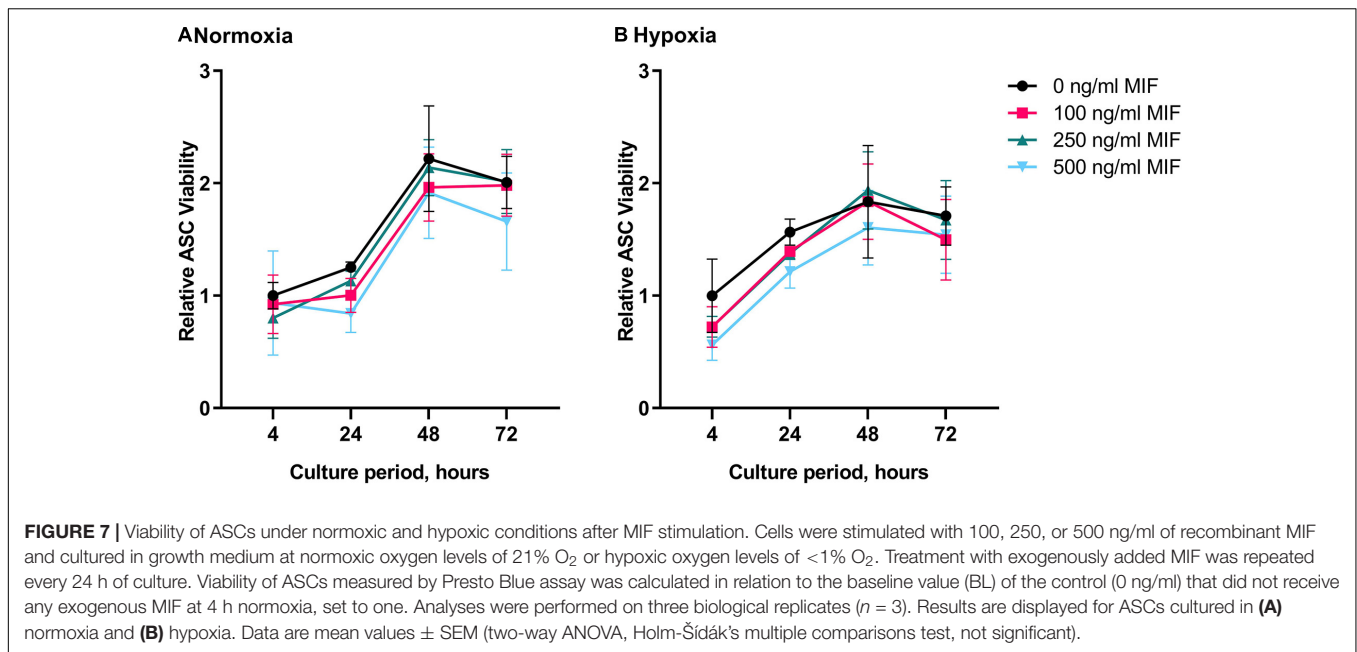 A Normoxia
3
2
1
0
Relative ASC Viability
4 24 48 72
Culture period, hours
B Hypoxia
3
2
1
0
Relative ASC Viability
4 24 48 72
Culture period, hours
0 ng/ml MIF
100 ng/ml MIF
250 ng/ml MIF
500 ng/ml MIF
FIGURE 7 | Viability of ASCs under normoxic and hypoxic conditions after MIF stimulation. Cells were stimulated with 100, 250, or 500 ng/ml of recombinant MIF
and cultured in growth medium at normoxic oxygen levels of 21% O₂ or hypoxic oxygen levels of <1% O₂. Treatment with exogenously added MIF was repeated
every 24 h of culture. Viability of ASCs measured by Presto Blue assay was calculated in relation to the baseline value (BL) of the control (0 ng/ml) that did not receive
any exogenous MIF at 4 h normoxia, set to one. Analyses were performed on three biological replicates (n = 3). Results are displayed for ASCs cultured in (A)
normoxia and (B) hypoxia. Data are mean values ± SEM (two-way ANOVA, Holm-Šídák's multiple comparisons test, not significant).